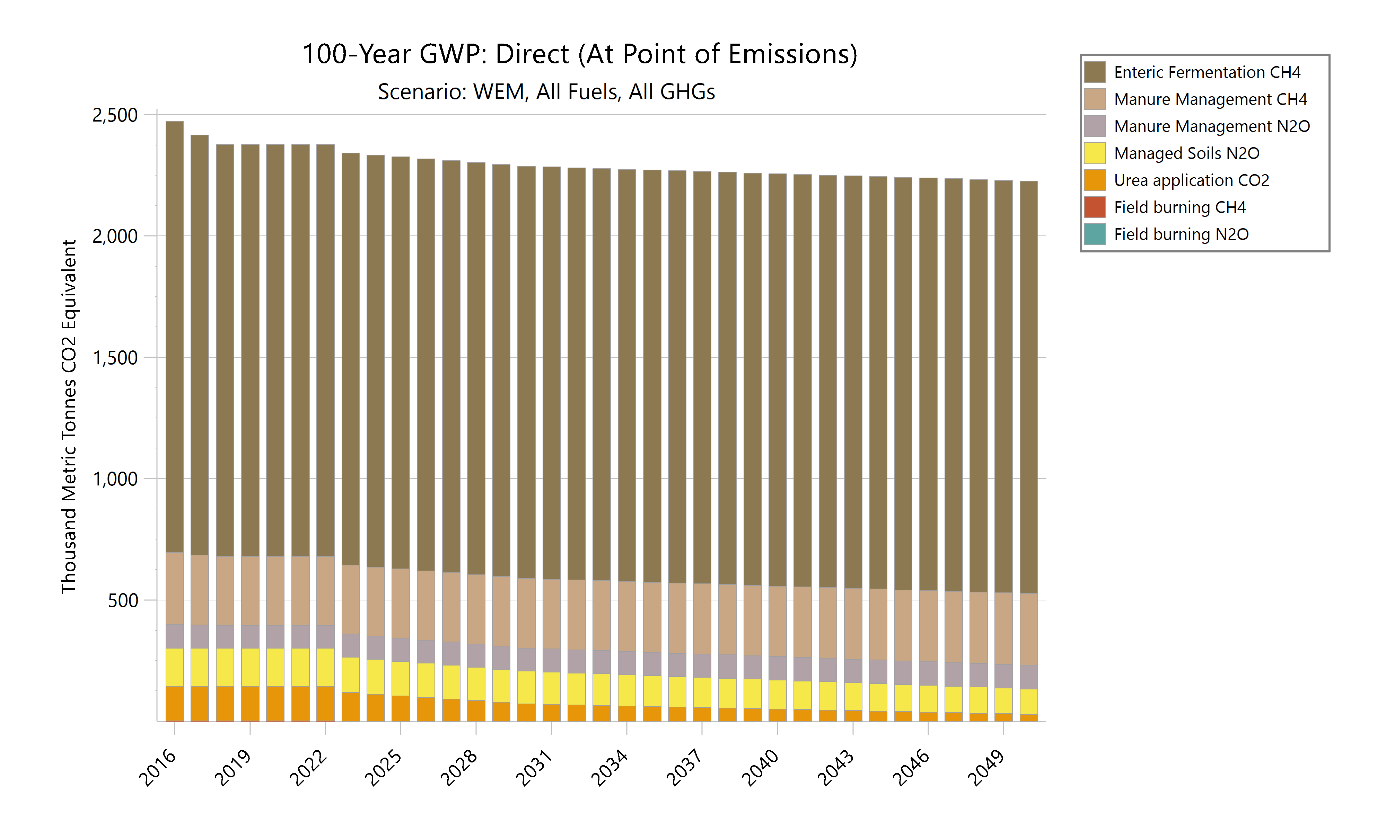 100-Year GWP: Direct (At Point of Emissions)
Scenario: WEM, All Fuels, All GHGs
Thousand Metric Tonnes CO2 Equivalent
2,500
2,000
1,500
1,000
500
2016
2019
2022
2025
2028
2031
2034
2037
2040
2043
2046
2049
Enteric Fermentation CH4
Manure Management CH4
Manure Management N2O
Managed Soils N2O
Urea application CO2
Field burning CH4
Field burning N2O